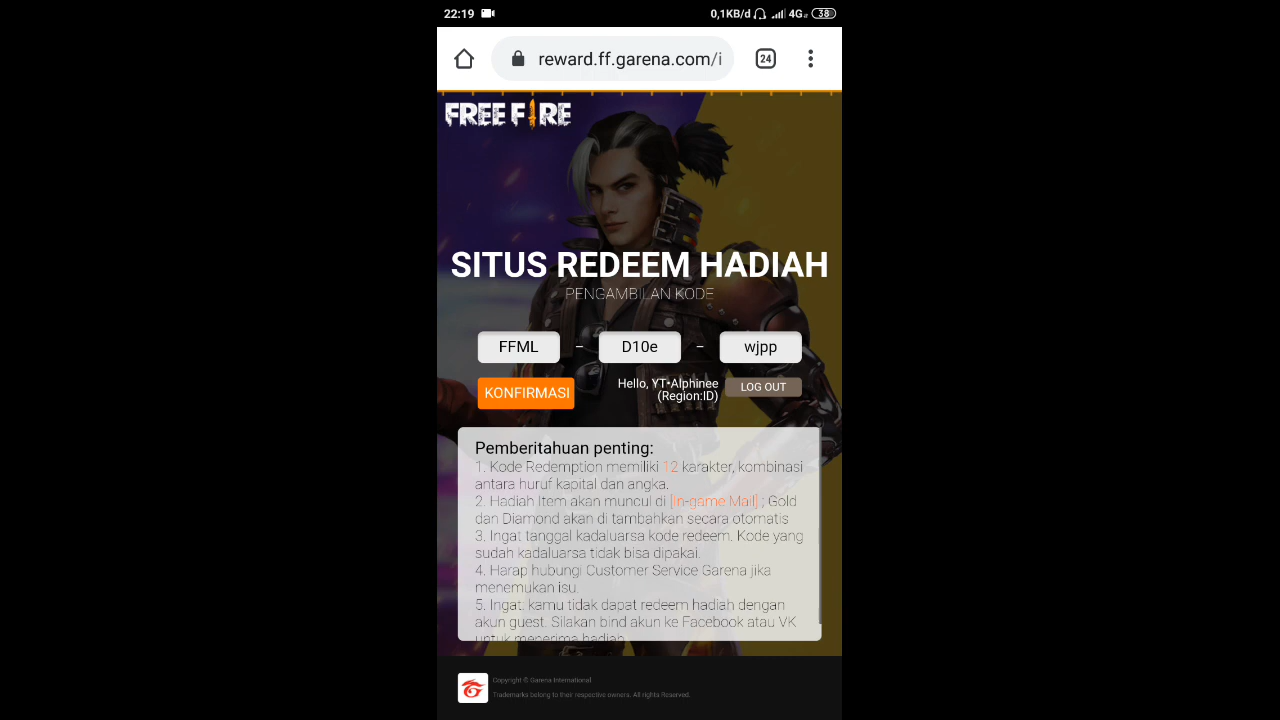 22:19 0,1KB/d 4G 38
reward.ff.garena.com/i 24
FREE FIRE
SITUS REDEEM HADIAH
PENGAMBILAN KODE
FFML – D10e – wjpp
KONFIRMASI
Hello, YT•Alphinee
(Region:ID)
LOG OUT
Pemberitahuan penting:
1. Kode Redemption memiliki 12 karakter, kombinasi
antara huruf kapital dan angka.
2. Hadiah Item akan muncul di [In-game Mail] ; Gold
dan Diamond akan di tambahkan secara otomatis
3. Ingat tanggal kadaluarsa kode redeem. Kode yang
sudah kadaluarsa tidak bisa dipakai.
4. Harap hubungi Customer Service Garena jika
menemukan isu.
5. Ingat: kamu tidak dapat redeem hadiah dengan
akun guest. Silakan bind akun ke Facebook atau VK
untuk menerima hadiah
Copyright © Garena International
Trademarks belong to their respective owners. All rights Reserved.